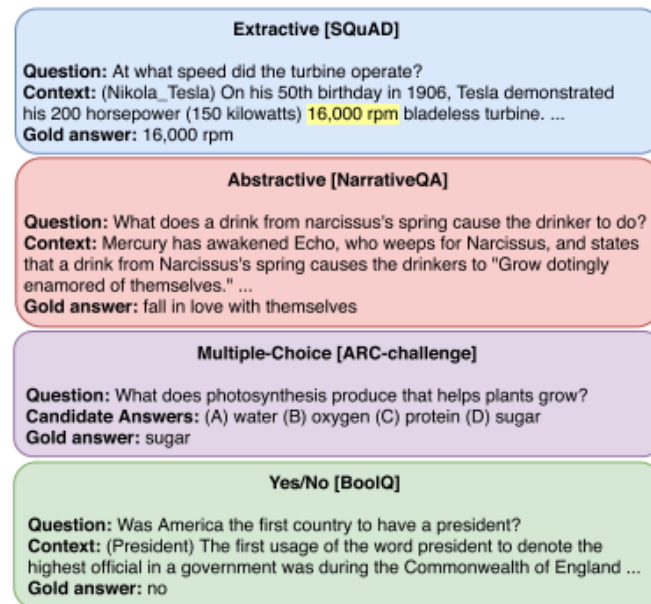 Extractive [SQuAD]
Question: At what speed did the turbine operate?
Context: (Nikola_Tesla) On his 50th birthday in 1906, Tesla demonstrated
his 200 horsepower (150 kilowatts) 16,000 rpm bladeless turbine. ...
Gold answer: 16,000 rpm
Abstractive [NarrativeQA]
Question: What does a drink from narcissus's spring cause the drinker to do?
Context: Mercury has awakened Echo, who weeps for Narcissus, and states
that a drink from Narcissus's spring causes the drinkers to "Grow dotingly
enamored of themselves." ...
Gold answer: fall in love with themselves
Multiple-Choice [ARC-challenge]
Question: What does photosynthesis produce that helps plants grow?
Candidate Answers: (A) water (B) oxygen (C) protein (D) sugar
Gold answer: sugar
Yes/No [BoolQ]
Question: Was America the first country to have a president?
Context: (President) The first usage of the word president to denote the
highest official in a government was during the Commonwealth of England ...
Gold answer: no